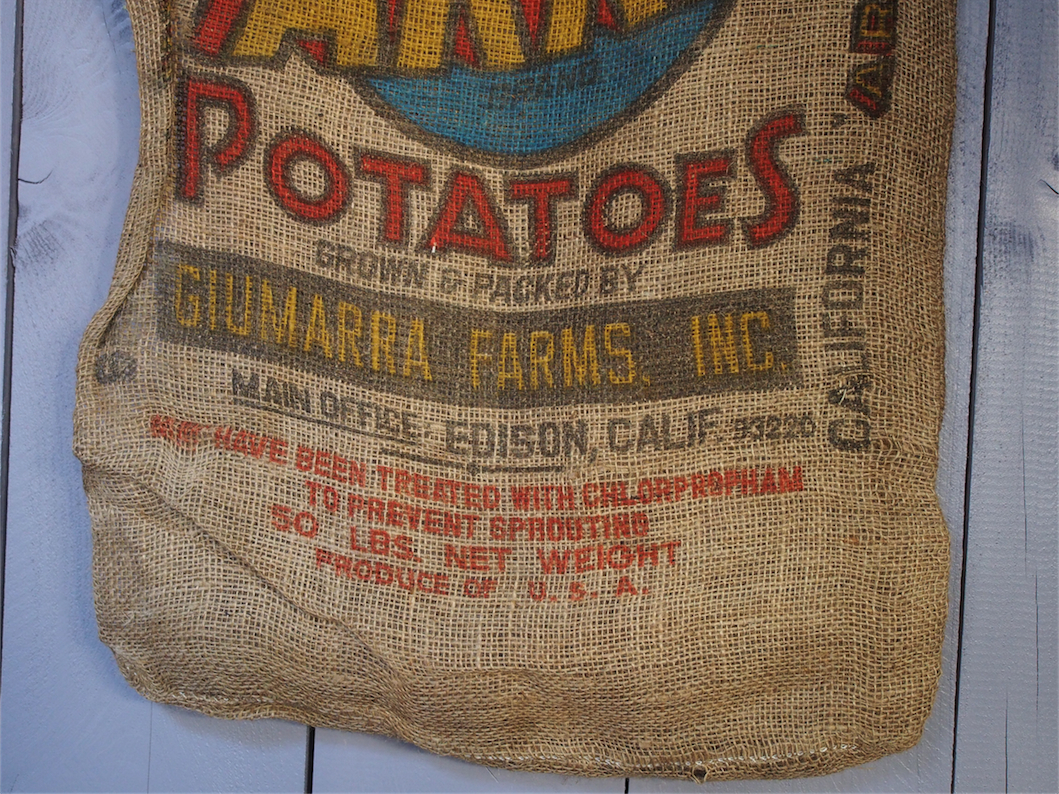 BRAND
POTATOES
GROWN & PACKED BY
GIUMARRA FARMS, INC.
MAIN OFFICE: EDISON, CALIF. 93220
MAY HAVE BEEN TREATED WITH CHLORPROPHAM
TO PREVENT SPROUTING
50 LBS. NET WEIGHT
PRODUCE OF U. S. A.
CALIFORNIA